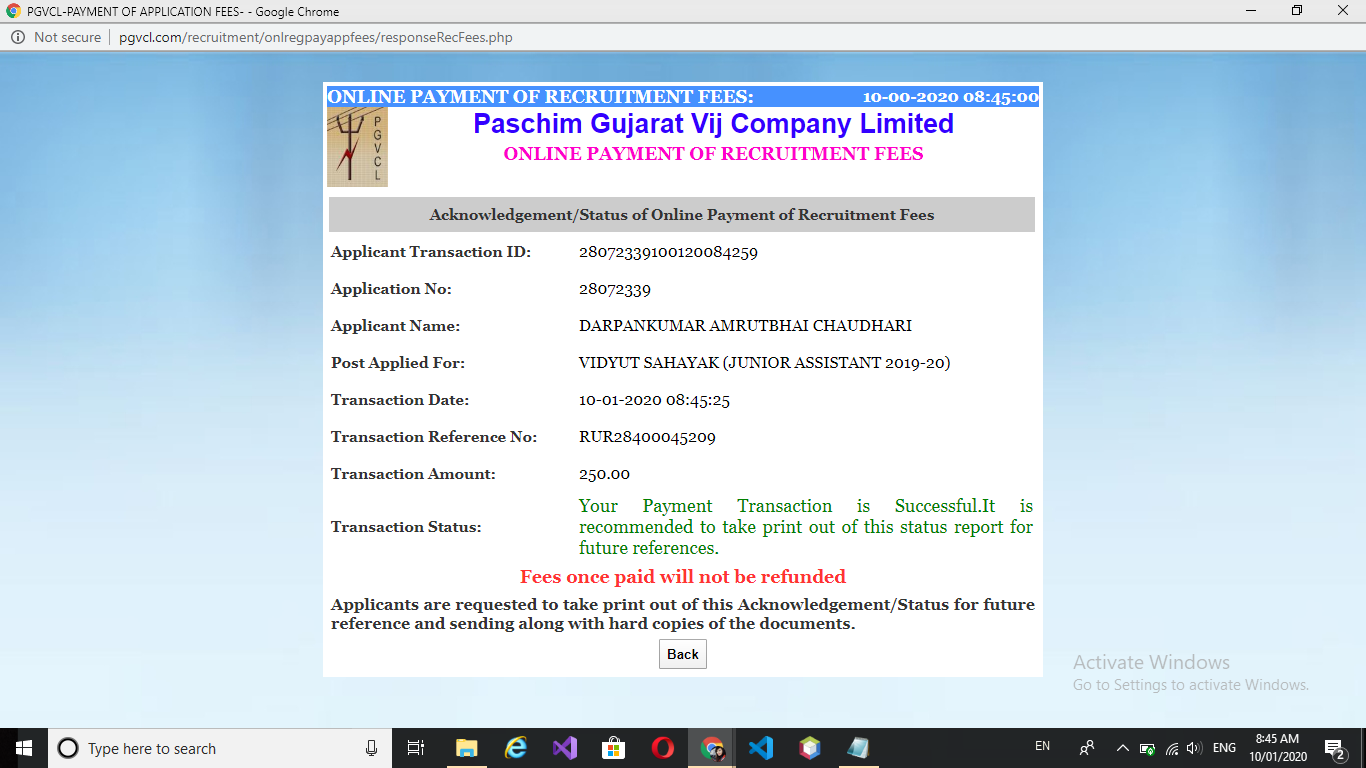 PGVCL-PAYMENT OF APPLICATION FEES- - Google Chrome
Not secure | pgvcl.com/recruitment/onlregpayappfees/responseRecFees.php
ONLINE PAYMENT OF RECRUITMENT FEES: 10-00-2020 08:45:00
PGVCL
Paschim Gujarat Vij Company Limited
ONLINE PAYMENT OF RECRUITMENT FEES
Acknowledgement/Status of Online Payment of Recruitment Fees
Applicant Transaction ID: 28072339100120084259
Application No: 28072339
Applicant Name: DARPANKUMAR AMRUTBHAI CHAUDHARI
Post Applied For: VIDYUT SAHAYAK (JUNIOR ASSISTANT 2019-20)
Transaction Date: 10-01-2020 08:45:25
Transaction Reference No: RUR28400045209
Transaction Amount: 250.00
Transaction Status: Your Payment Transaction is Successful.It is
recommended to take print out of this status report for
future references.
Fees once paid will not be refunded
Applicants are requested to take print out of this Acknowledgement/Status for future
reference and sending along with hard copies of the documents.
Back
Activate Windows
Go to Settings to activate Windows.
Type here to search
EN
ENG
8:45 AM
10/01/2020
2